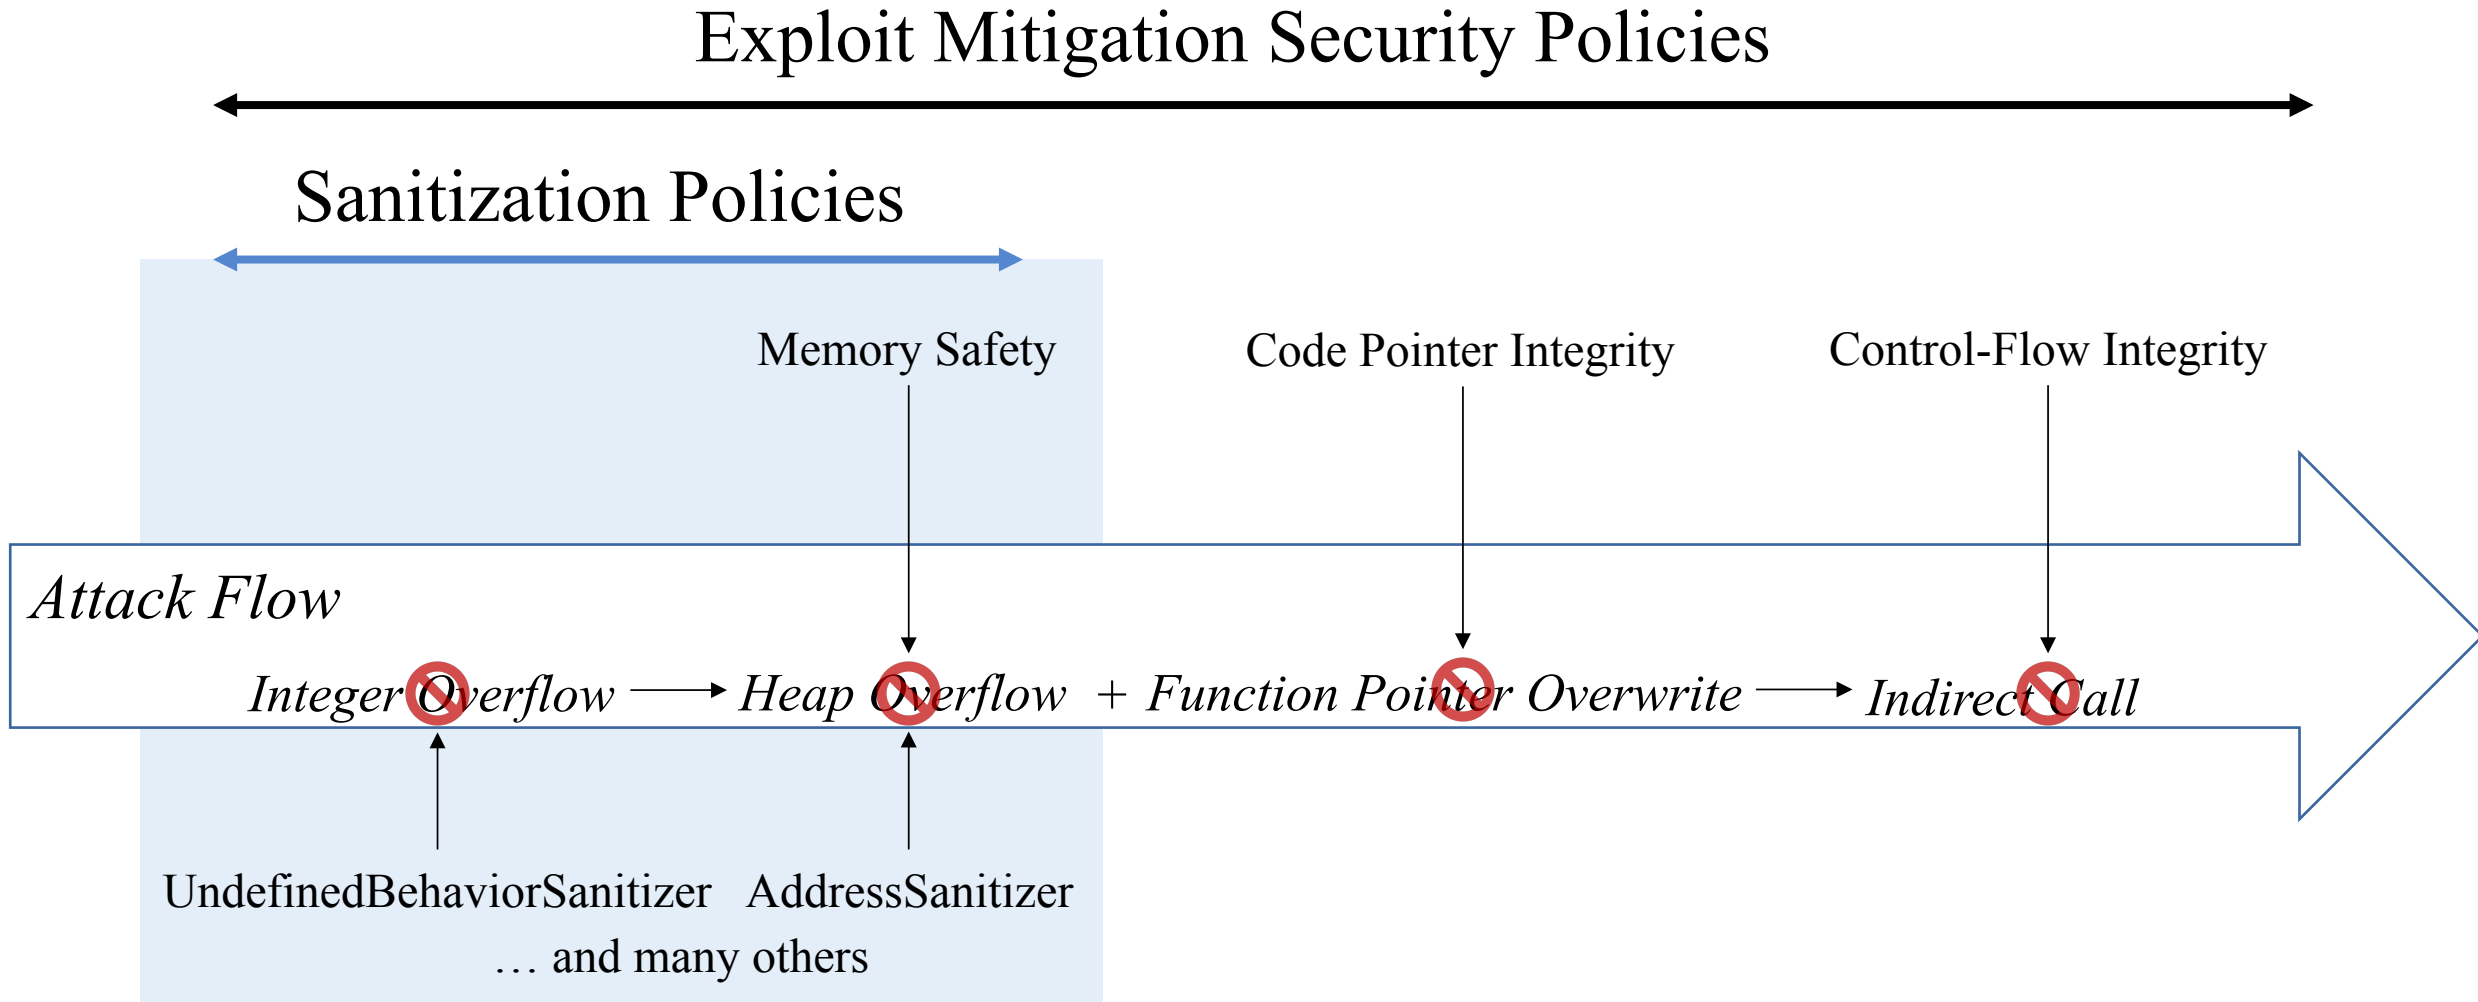 Exploit Mitigation Security Policies
Sanitization Policies
Memory Safety
Code Pointer Integrity
Control-Flow Integrity
Attack Flow
Integer Overflow
Heap Overflow + Function Pointer Overwrite
Indirect Call
UndefinedBehaviorSanitizer
AddressSanitizer
… and many others